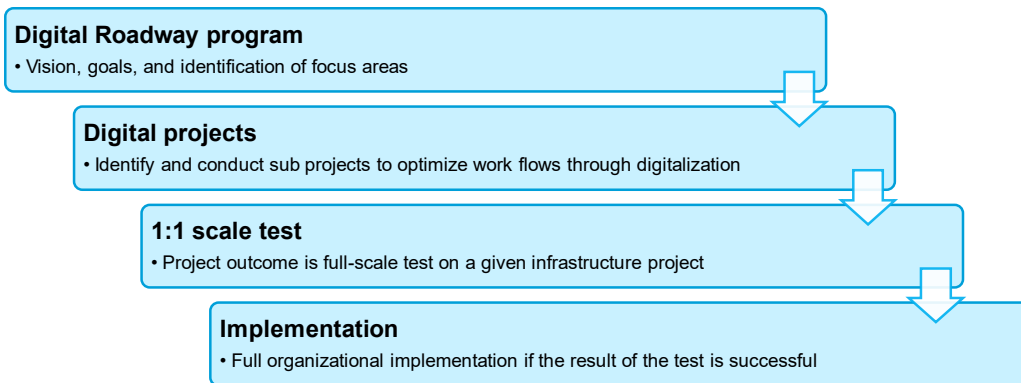 Digital Roadway program
• Vision, goals, and identification of focus areas
Digital projects
• Identify and conduct sub projects to optimize work flows through digitalization
1:1 scale test
• Project outcome is full-scale test on a given infrastructure project
Implementation
• Full organizational implementation if the result of the test is successful